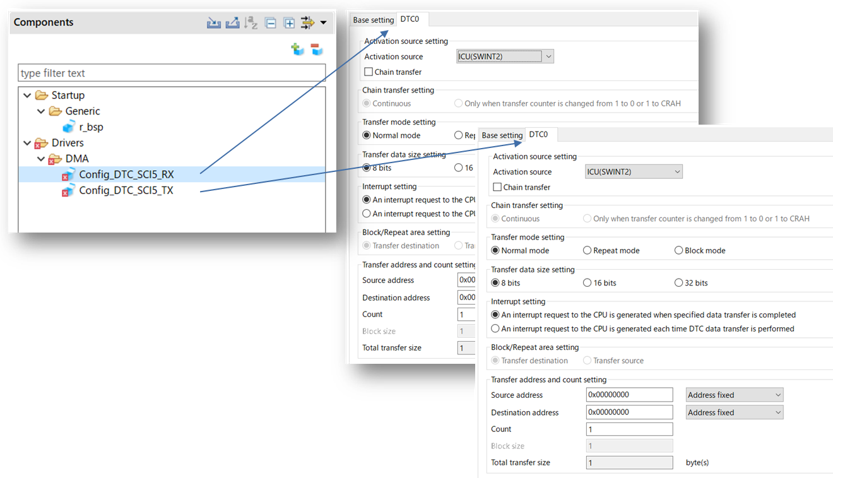 Components
type filter text
Startup
Generic
r_bsp
Drivers
DMA
Config_DTC_SCI5_RX
Config_DTC_SCI5_TX
Base setting DTC0
Activation source setting
Activation source ICU(SWINT2)
Chain transfer
Chain transfer setting
Continuous Only when transfer counter is changed from 1 to 0 or 1 to CRAH
Transfer mode setting
Normal mode
Transfer data size setting
8 bits 16
Interrupt setting
An interrupt request to the CPU
An interrupt request to the CPU
Block/Repeat area setting
Transfer destination
Transfer address and count setting
Source address 0x00
Destination address 0x00
Count 1
Block size 1
Total transfer size 1
Base setting DTC0
Activation source setting
Activation source ICU(SWINT2)
Chain transfer
Chain transfer setting
Continuous Only when transfer counter is changed from 1 to 0 or 1 to CRAH
Transfer mode setting
Normal mode Repeat mode Block mode
Transfer data size setting
8 bits 16 bits 32 bits
Interrupt setting
An interrupt request to the CPU is generated when specified data transfer is completed
An interrupt request to the CPU is generated each time DTC data transfer is performed
Block/Repeat area setting
Transfer destination Transfer source
Transfer address and count setting
Source address 0x00000000 Address fixed
Destination address 0x00000000 Address fixed
Count 1
Block size 1
Total transfer size 1 byte(s)